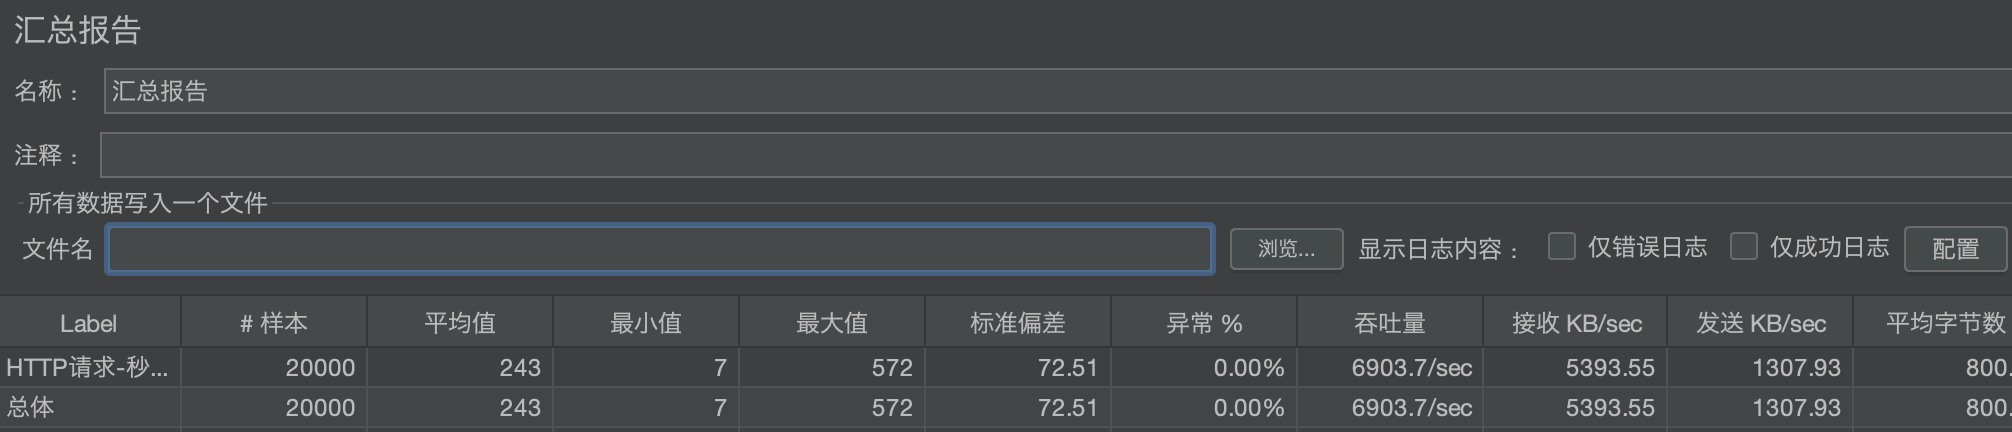 汇总报告
名称： 汇总报告
注释：
所有数据写入一个文件
文件名 浏览... 显示日志内容： 仅错误日志 仅成功日志 配置
Label # 样本 平均值 最小值 最大值 标准偏差 异常 % 吞吐量 接收 KB/sec 发送 KB/sec 平均字节数
HTTP请求-秒... 20000 243 7 572 72.51 0.00% 6903.7/sec 5393.55 1307.93 800.
总体 20000 243 7 572 72.51 0.00% 6903.7/sec 5393.55 1307.93 800.